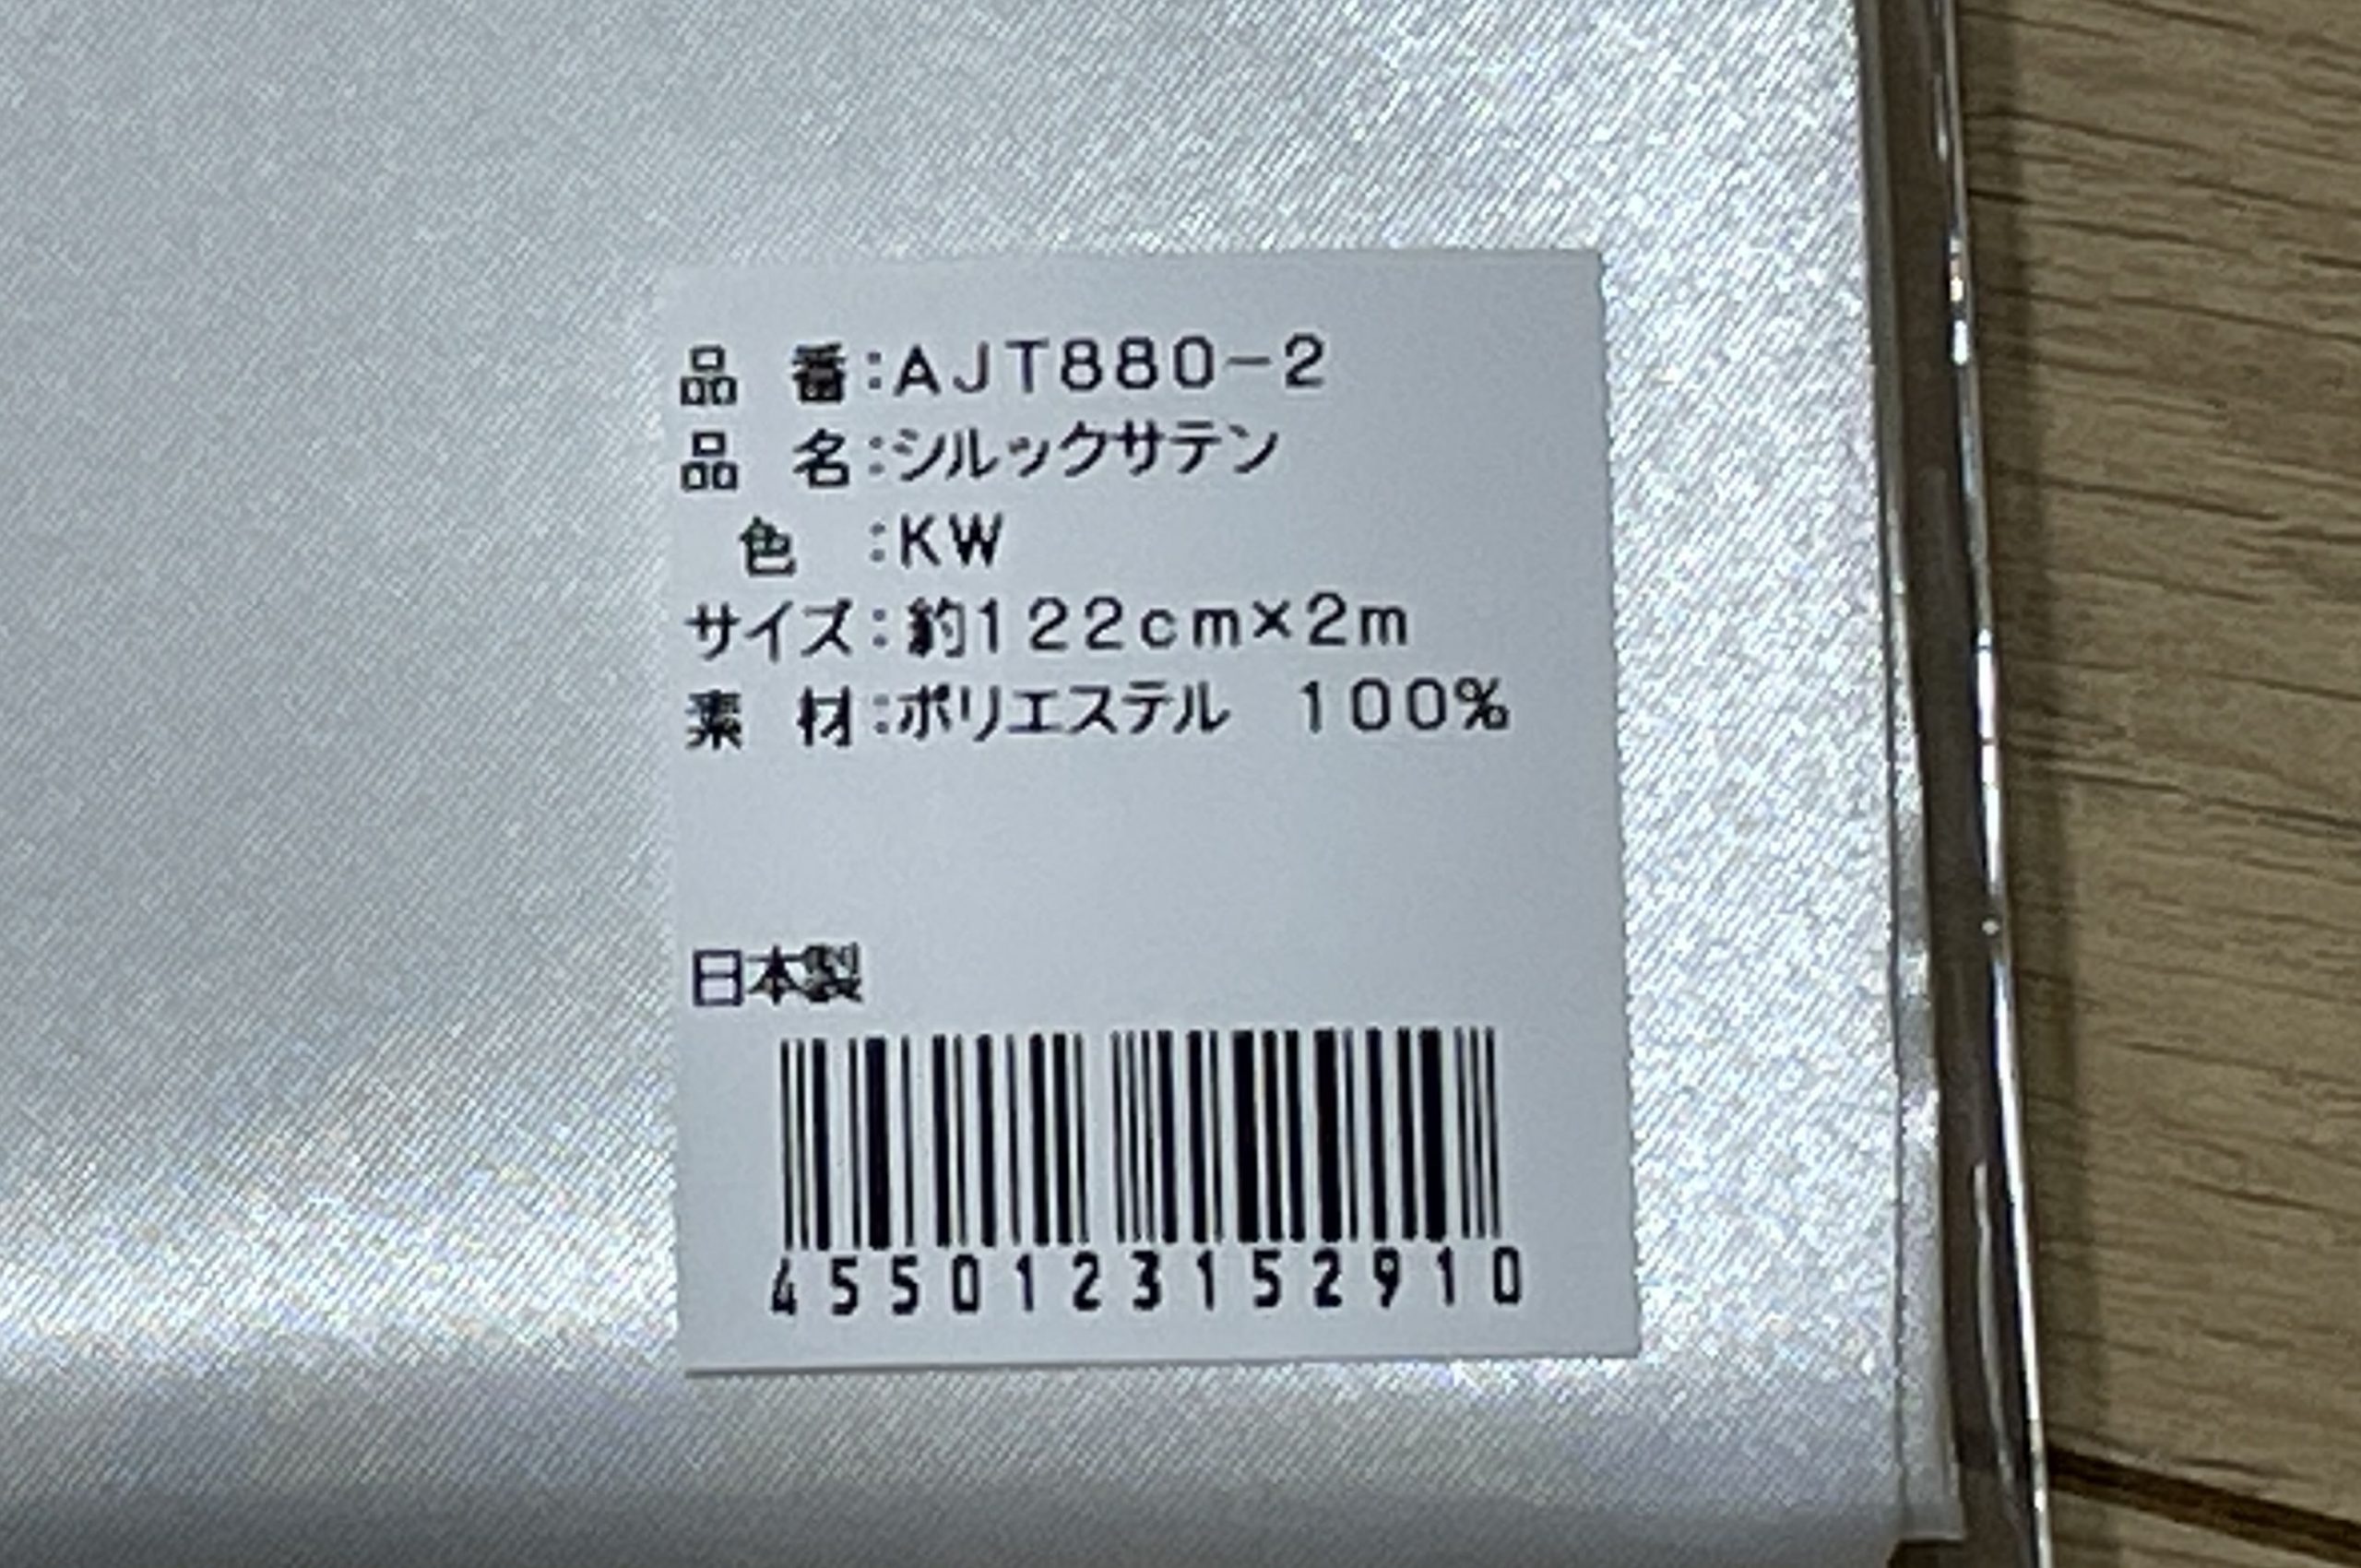 品　番:AJT880-2
品　名:シルックサテン
色　:KW
サイズ:約122cm×2m
素　材:ポリエステル　100%
日本製
4550123152910